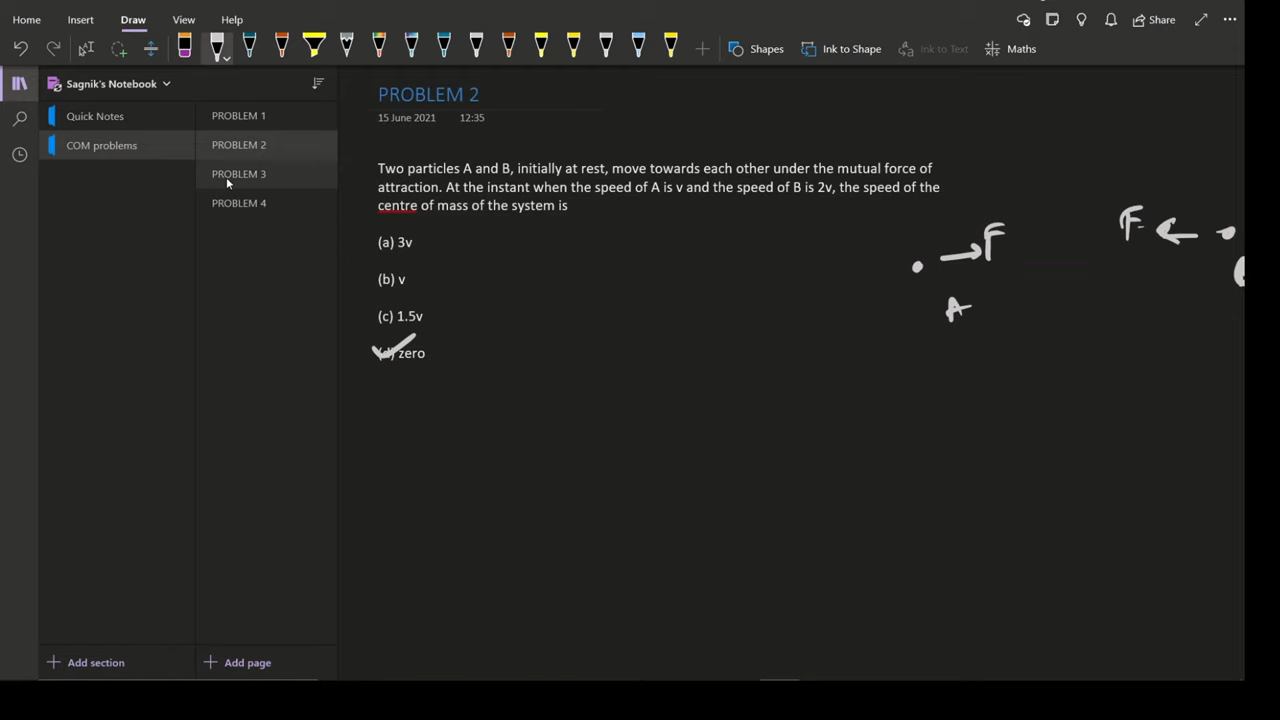 Home Insert Draw View Help
Share
Shapes Ink to Shape Ink to Text Maths
Sagnik's Notebook
Quick Notes
COM problems
PROBLEM 1
PROBLEM 2
PROBLEM 3
PROBLEM 4
Add section
Add page
PROBLEM 2
15 June 2021 12:35
Two particles A and B, initially at rest, move towards each other under the mutual force of
attraction. At the instant when the speed of A is v and the speed of B is 2v, the speed of the
centre of mass of the system is
(a) 3v
(b) v
(c) 1.5v
(d) zero
F
F
A